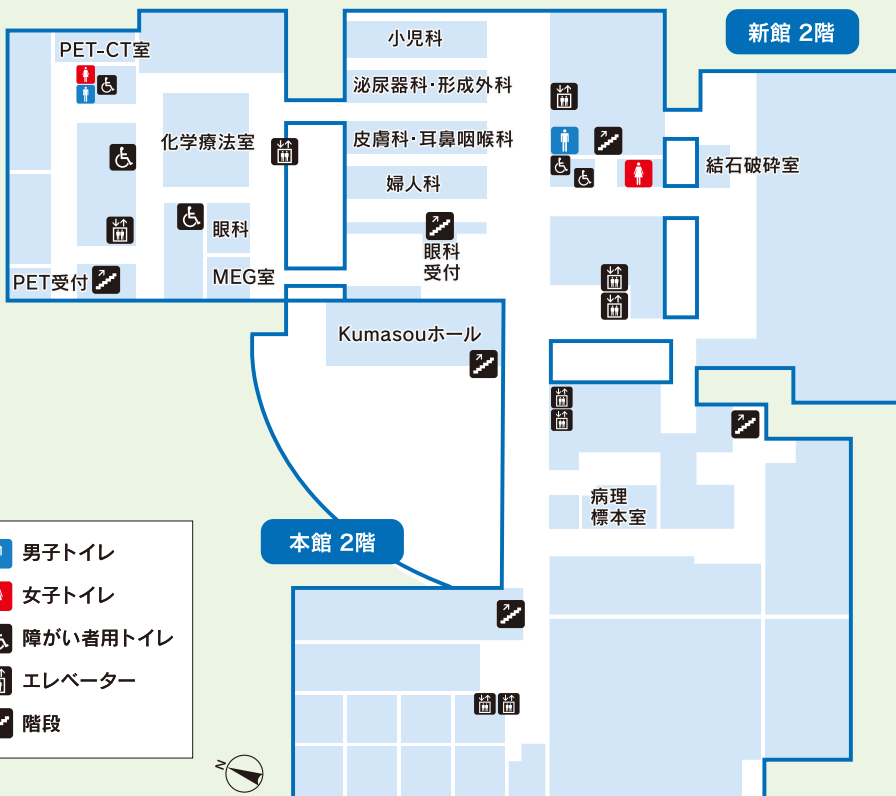 新館 2階
PET-CT室
小児科
泌尿器科・形成外科
化学療法室
皮膚科・耳鼻咽喉科
結石破砕室
婦人科
眼科
眼科
受付
MEG室
PET受付
Kumasouホール
病理
標本室
本館 2階
男子トイレ
女子トイレ
障がい者用トイレ
エレベーター
階段
N